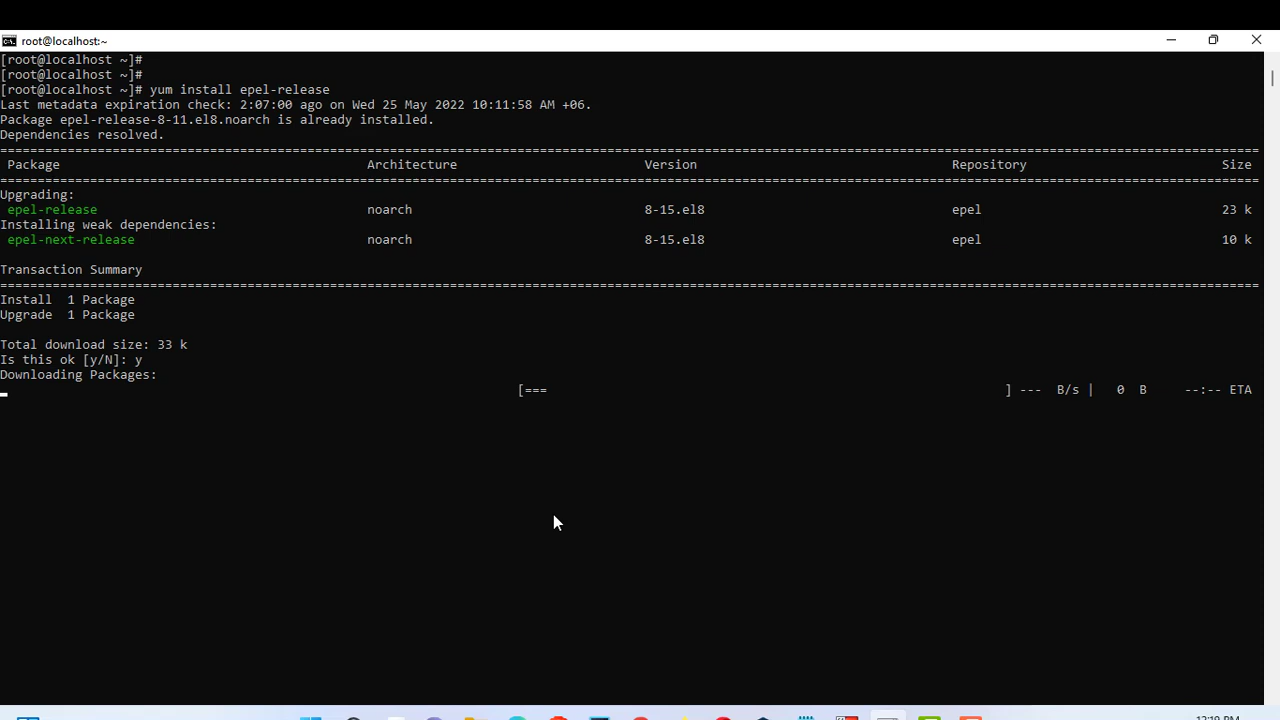 root@localhost:~
[root@localhost ~]#
[root@localhost ~]#
[root@localhost ~]# yum install epel-release
Last metadata expiration check: 2:07:00 ago on Wed 25 May 2022 10:11:58 AM +06.
Package epel-release-8-11.el8.noarch is already installed.
Dependencies resolved.
================================================================================
Package Architecture Version Repository Size
================================================================================
Upgrading:
epel-release noarch 8-15.el8 epel 23 k
Installing weak dependencies:
epel-next-release noarch 8-15.el8 epel 10 k
Transaction Summary
================================================================================
Install 1 Package
Upgrade 1 Package
Total download size: 33 k
Is this ok [y/N]: y
Downloading Packages:
[=== ] --- B/s | 0 B --:-- ETA
12:19 PM